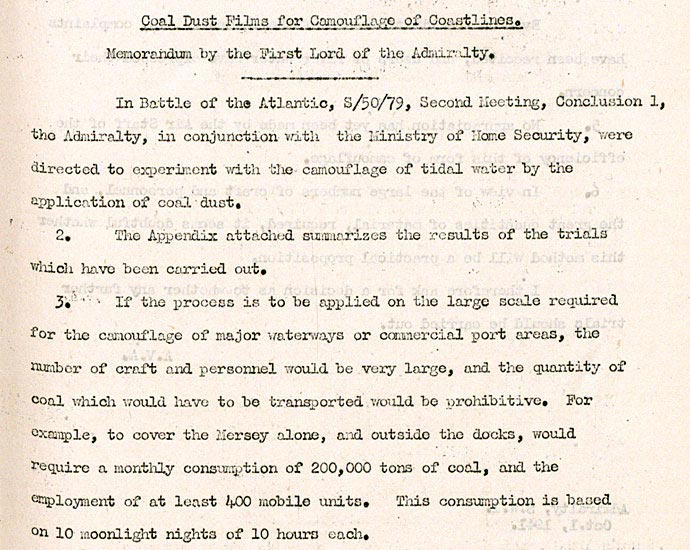 Coal Dust Films for Camouflage of Coastlines.
Memorandum by the First Lord of the Admiralty.
In Battle of the Atlantic, S/50/79, Second Meeting, Conclusion 1,
the Admiralty, in conjunction with the Ministry of Home Security, were
directed to experiment with the camouflage of tidal water by the
application of coal dust.
2. The Appendix attached summarizes the results of the trials
which have been carried out.
3. If the process is to be applied on the large scale required
for the camouflage of major waterways or commercial port areas, the
number of craft and personnel would be very large, and the quantity of
coal which would have to be transported would be prohibitive. For
example, to cover the Mersey alone, and outside the docks, would
require a monthly consumption of 200,000 tons of coal, and the
employment of at least 400 mobile units. This consumption is based
on 10 moonlight nights of 10 hours each.